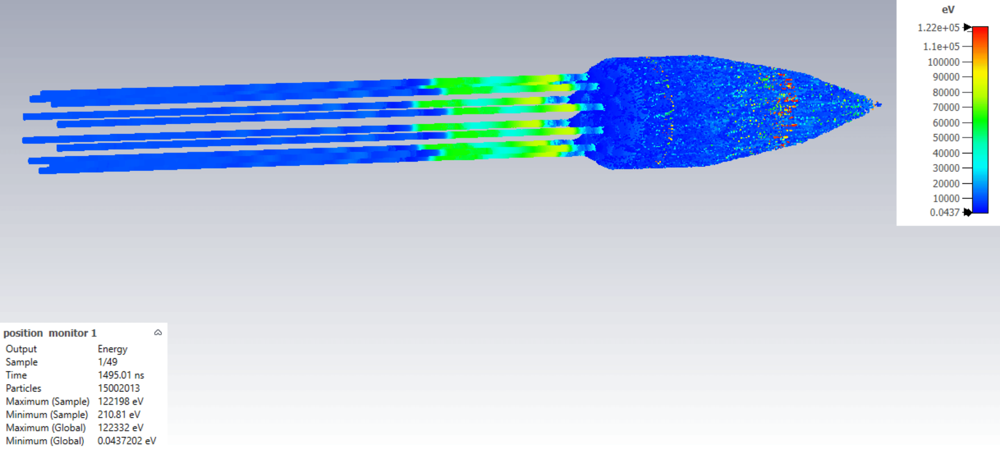 eV
1.22e+05
1.1e+05
100000
90000
80000
70000
60000
50000
40000
30000
20000
10000
0.0437
position monitor 1
Output Energy
Sample 1/49
Time 1495.01 ns
Particles 15002013
Maximum (Sample) 122198 eV
Minimum (Sample) 210.81 eV
Maximum (Global) 122332 eV
Minimum (Global) 0.0437202 eV